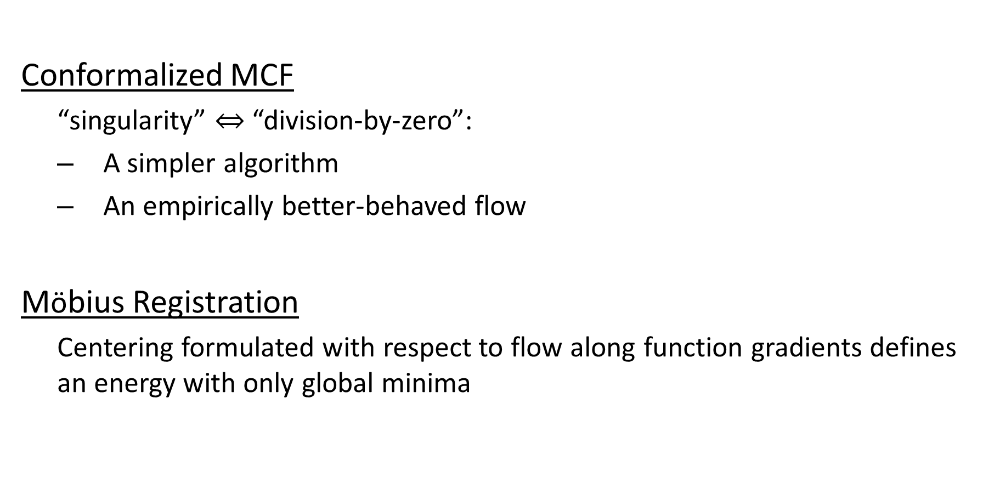 Conformalized MCF
“singularity” ⇔ “division-by-zero”:
– A simpler algorithm
– An empirically better-behaved flow
Möbius Registration
Centering formulated with respect to flow along function gradients defines
an energy with only global minima